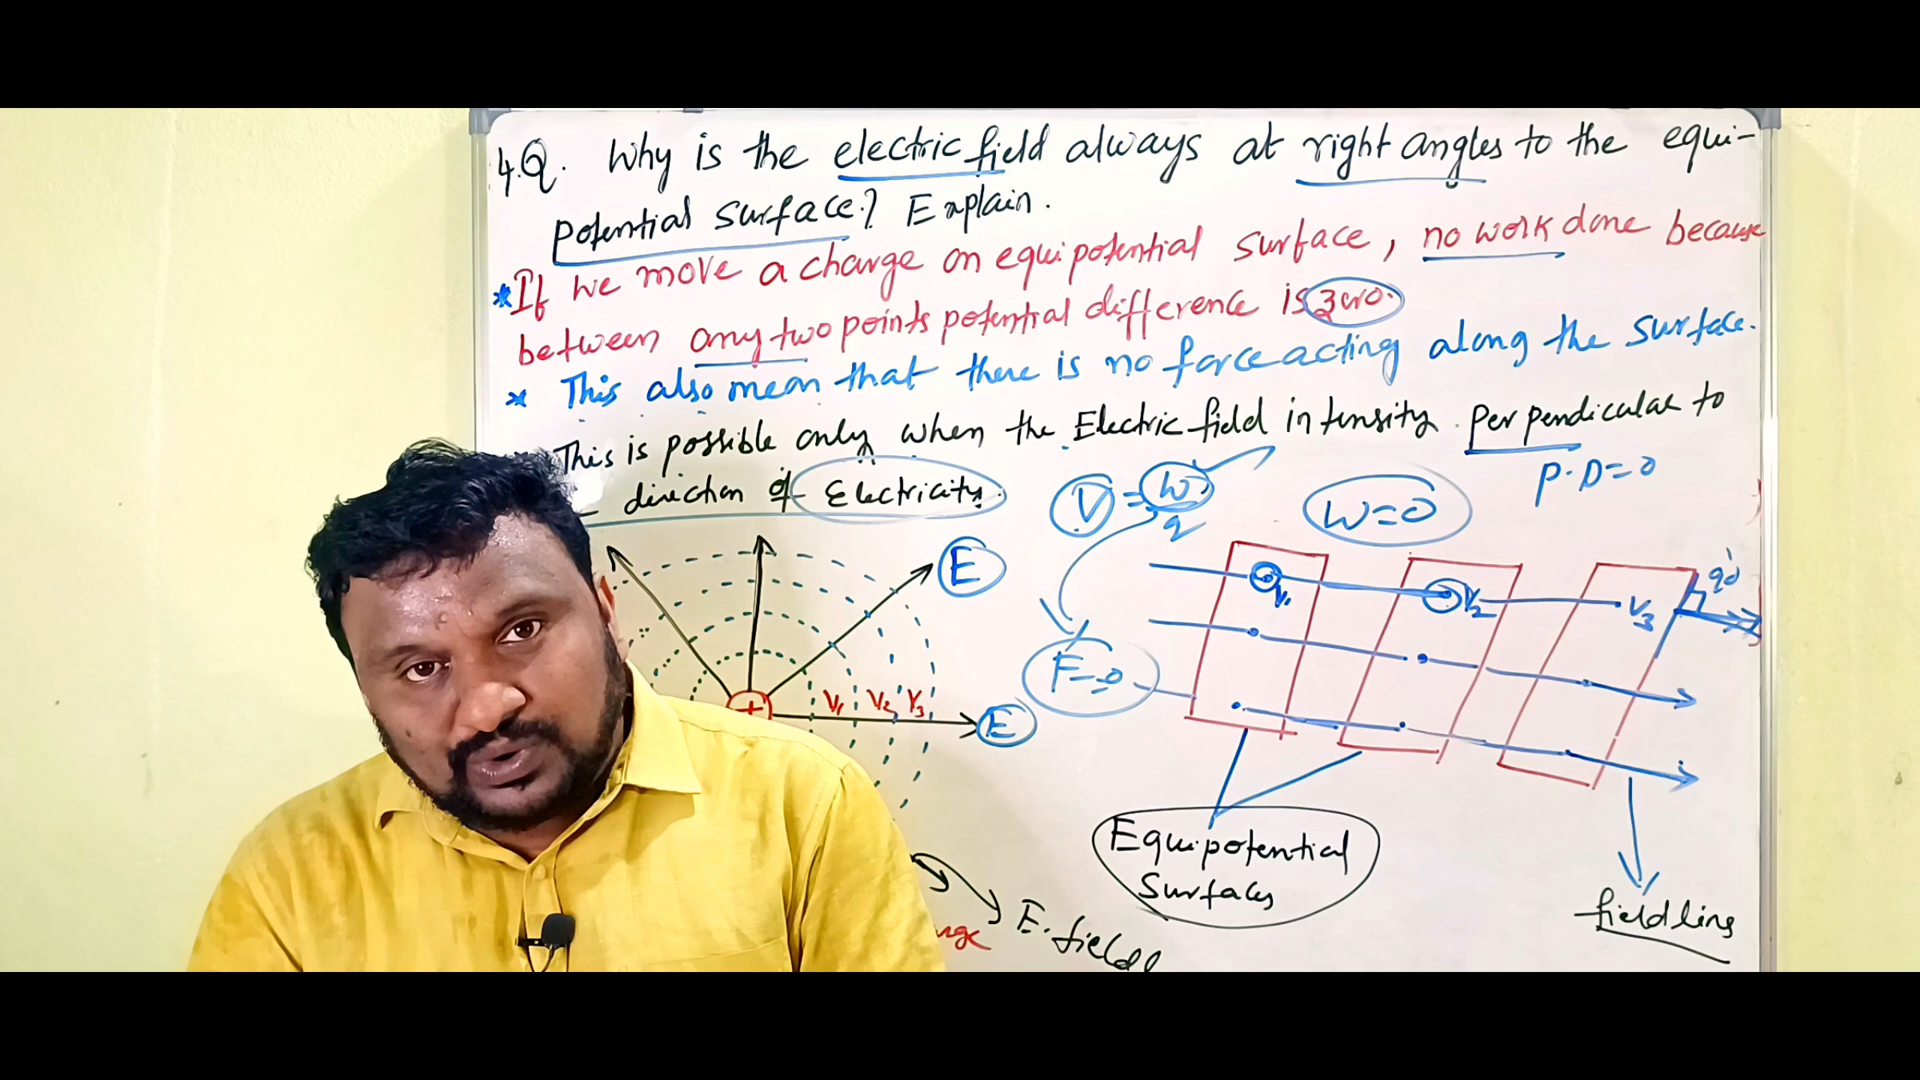 4.Q. Why is the electric field always at right angles to the equi-
potential surface? Explain.
* If we move a charge on equipotential surface, no work done because
between any two points potential difference is zero.
* This also mean that there is no force acting along the surface.
This is possible only when the Electric field intensity perpendicular to
direction of Electricity.
P.D=0
V = W/q
W=0
E
F=0
V1 V2 V3
E
V1
V2
V3
90°
Equipotential
Surfaces
field line
E. field